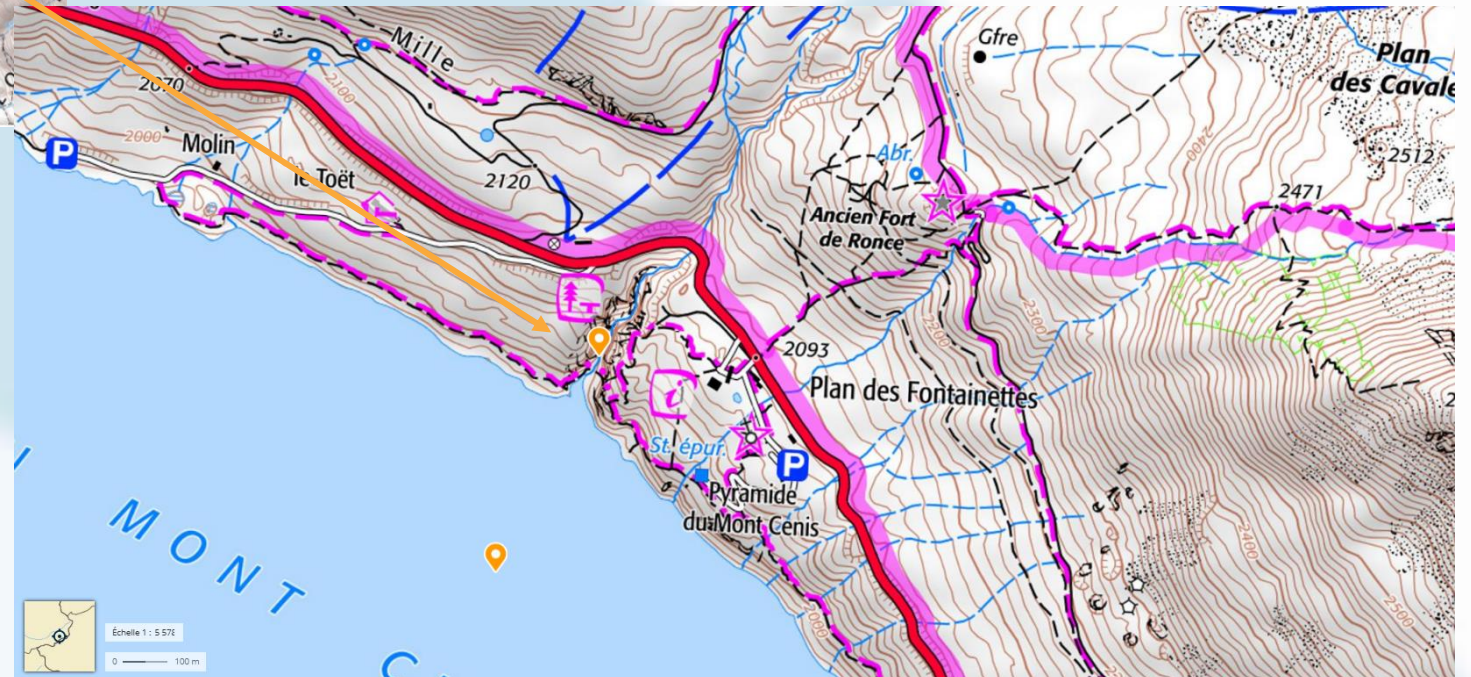 Mille
Gfre
Plan
des Cavale
2070
2400
2000
Molin
P
le Toët
2120
Abr.
2512
2400
2471
Ancien Fort
de Ronce
2200
2300
2093
Plan des Fontainettes
i
St. épur.
P
Pyramide
du Mont Cenis
MONT
2000
2400
2500
Échelle 1 : 5 578
0 100 m
C